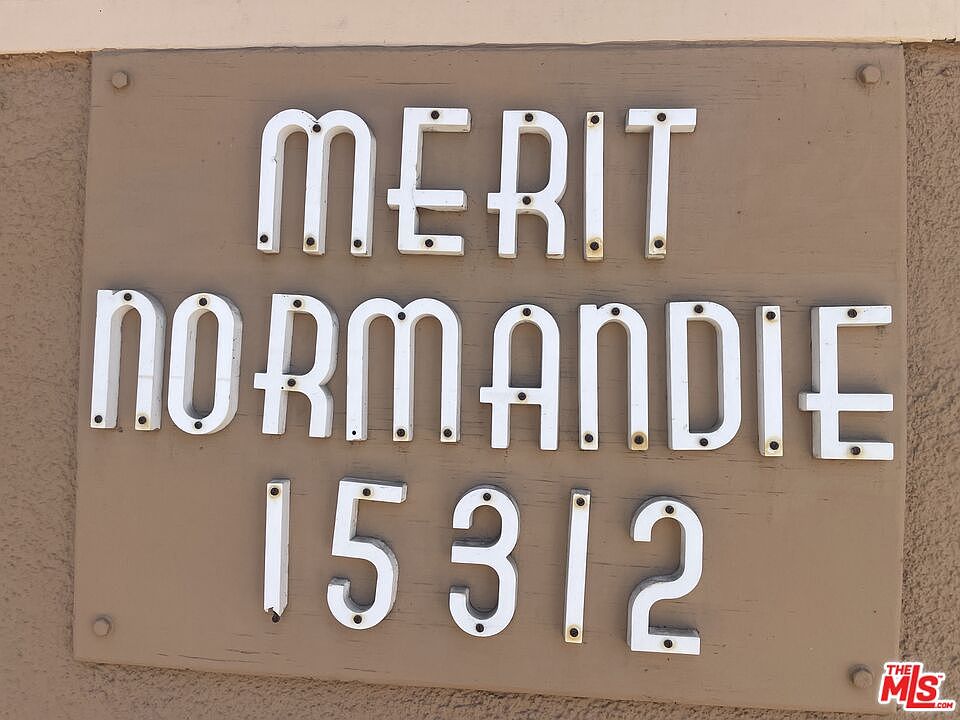 MERIT
NORMANDIE
15312
THE
MLS
.COM